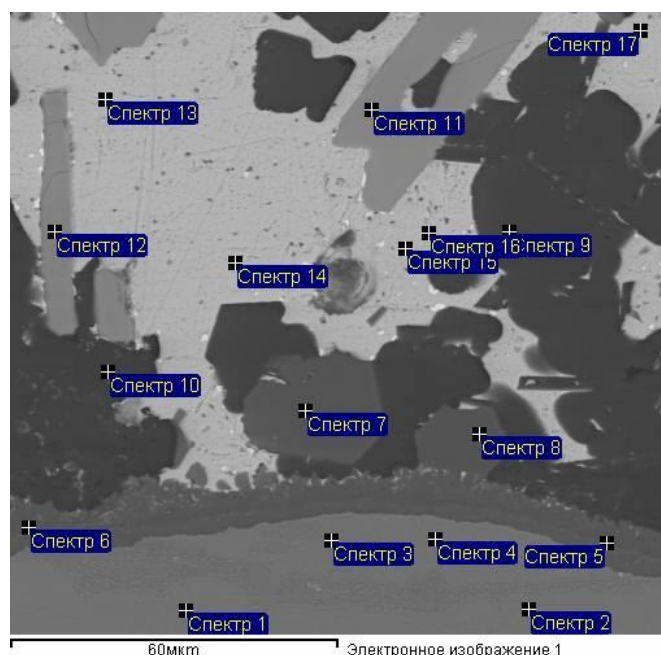 Спектр 17
Спектр 13
Спектр 11
Спектр 12
Спектр 16
Спектр 9
Спектр 15
Спектр 14
Спектр 10
Спектр 7
Спектр 8
Спектр 6
Спектр 3
Спектр 4
Спектр 5
Спектр 1
Спектр 2
60мкm
Электронное изображение 1